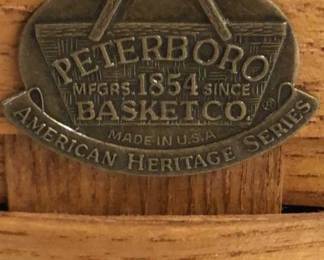 PETERBORO
MFGRS. 1854 SINCE
BASKET CO.
MADE IN U.S.A
AMERICAN HERITAGE SERIES